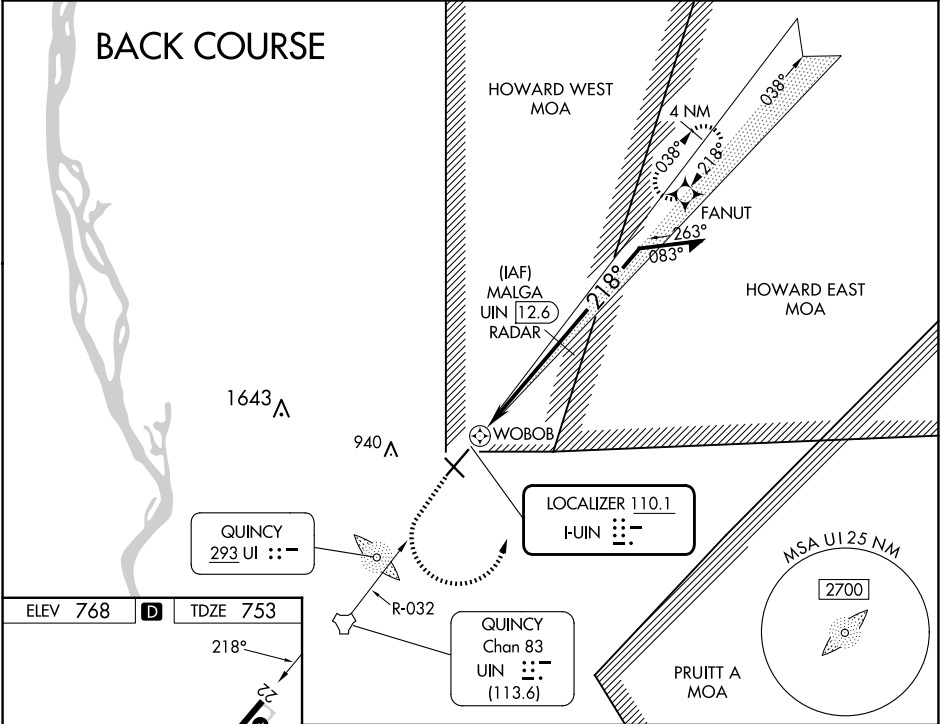 BACK COURSE
HOWARD WEST
MOA
4 NM
038°
038°
218°
FANUT
263°
083°
(IAF)
MALGA
UIN 12.6
RADAR
218°
HOWARD EAST
MOA
1643
940
WOBOB
LOCALIZER 110.1
I-UIN
QUINCY
293 UI
R-032
QUINCY
Chan 83
UIN
(113.6)
MSA UI 25 NM
2700
PRUITT A
MOA
ELEV 768 D TDZE 753
218°
22